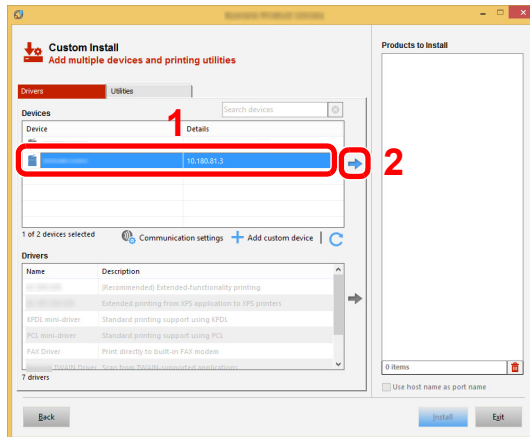 Custom Install
Add multiple devices and printing utilities
Products to Install
Drivers Utilities
Devices
Search devices
1
Device Details
10.180.81.3
2
1 of 2 devices selected
Communication settings
Add custom device
Drivers
Name Description
(Recommended) Extended-functionality printing
Extended printing from XPS application to XPS printers
KPDL mini-driver Standard printing support using KPDL
PCL mini-driver Standard printing support using PCL
FAX Driver Print directly to built-in FAX modem
TWAIN Driver Scan from TWAIN-supported applications
7 drivers
0 items
Use host name as port name
Back
Install
Exit